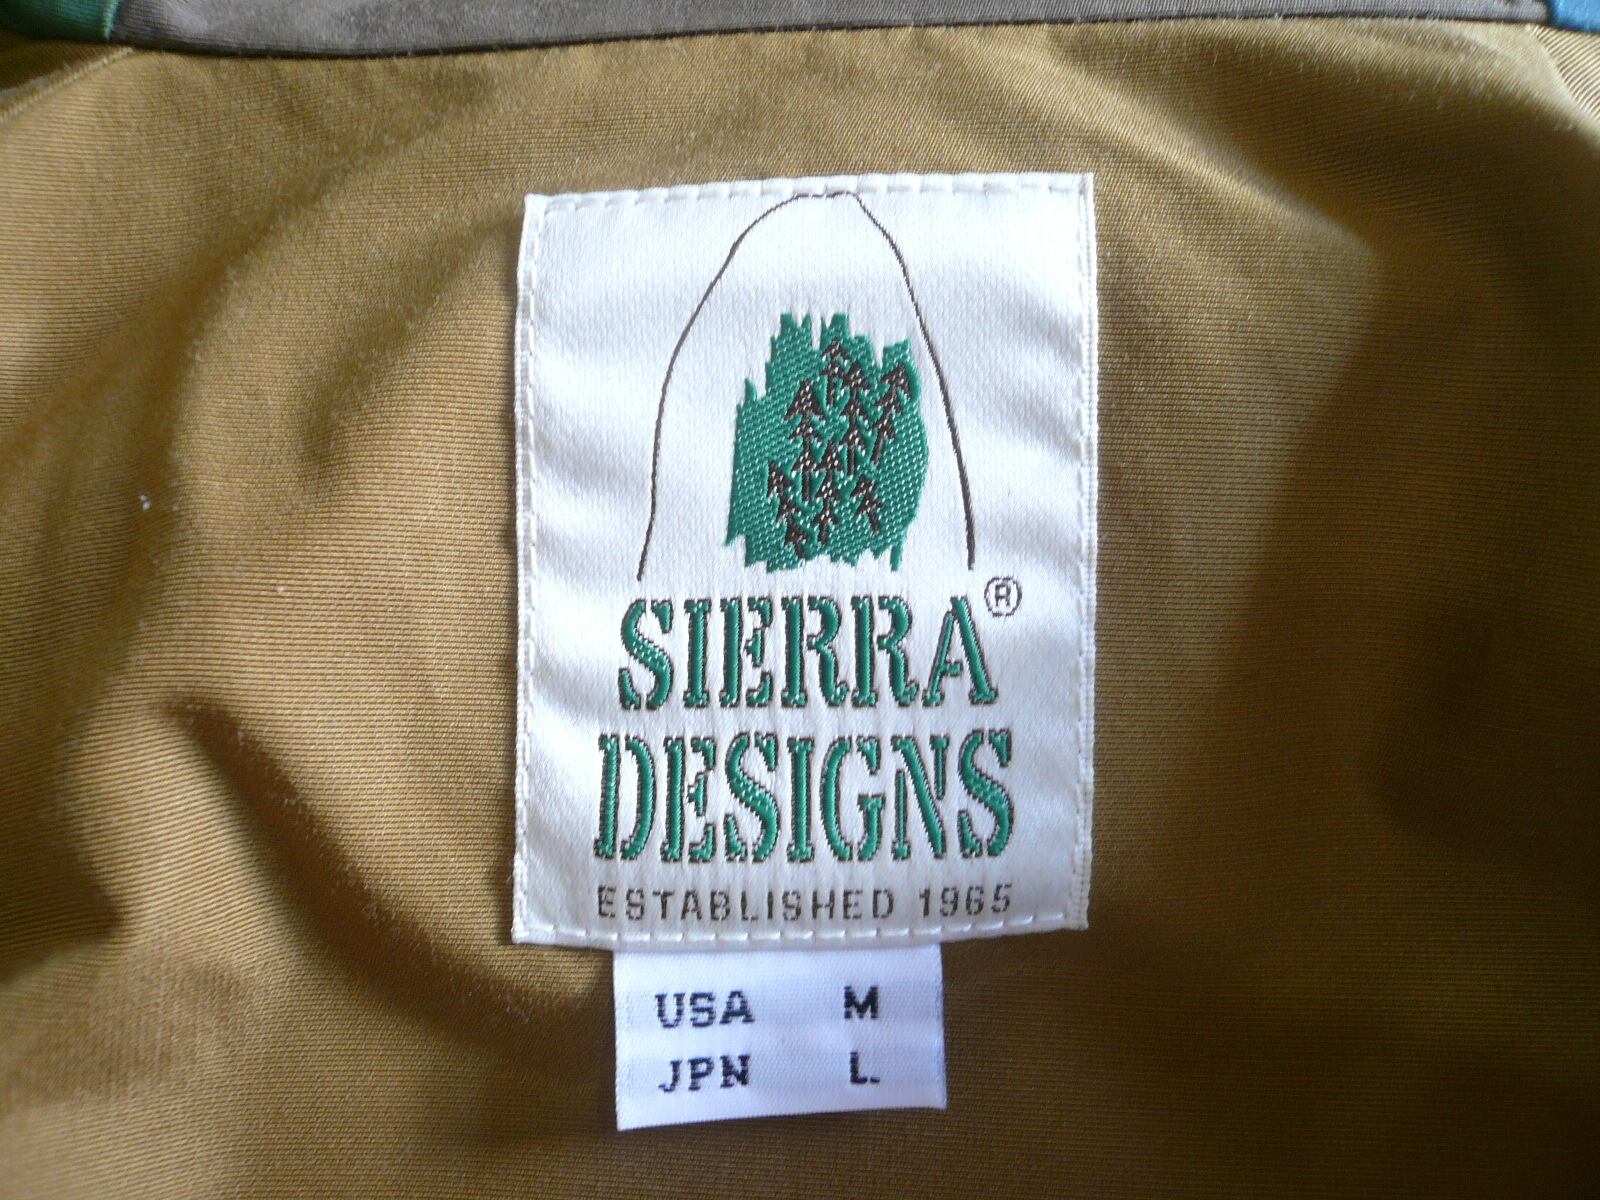 SIERRA®
DESIGNS
ESTABLISHED 1965
USA M
JPN L